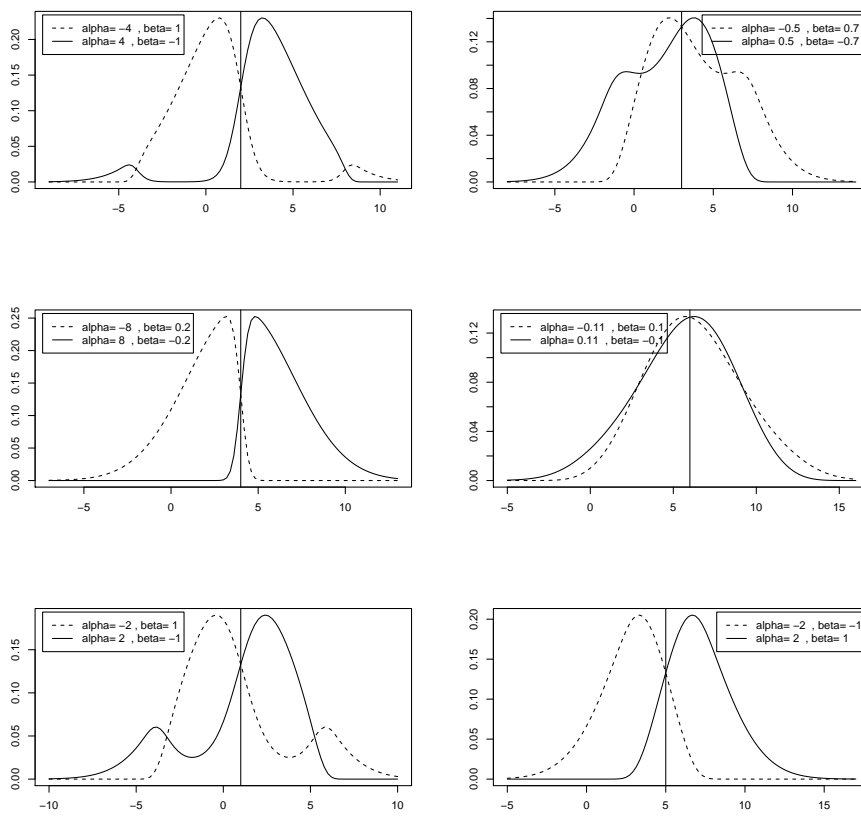 alpha= −4 , beta= 1
alpha= 4 , beta= −1
0.00 0.05 0.10 0.15 0.20
−5 0 5 10
alpha= −0.5 , beta= 0.7
alpha= 0.5 , beta= −0.7
0.00 0.04 0.08 0.12
0 5 10
alpha= −8 , beta= 0.2
alpha= 8 , beta= −0.2
0.00 0.05 0.10 0.15 0.20 0.25
−5 0 5 10
alpha= −0.11 , beta= 0.1
alpha= 0.11 , beta= −0.1
0.00 0.04 0.08 0.12
−5 0 5 10 15
alpha= −2 , beta= 1
alpha= 2 , beta= −1
0.00 0.05 0.10 0.15
−10 −5 0 5 10
alpha= −2 , beta= −1
alpha= 2 , beta= 1
0.00 0.05 0.10 0.15 0.20
−5 0 5 10 15